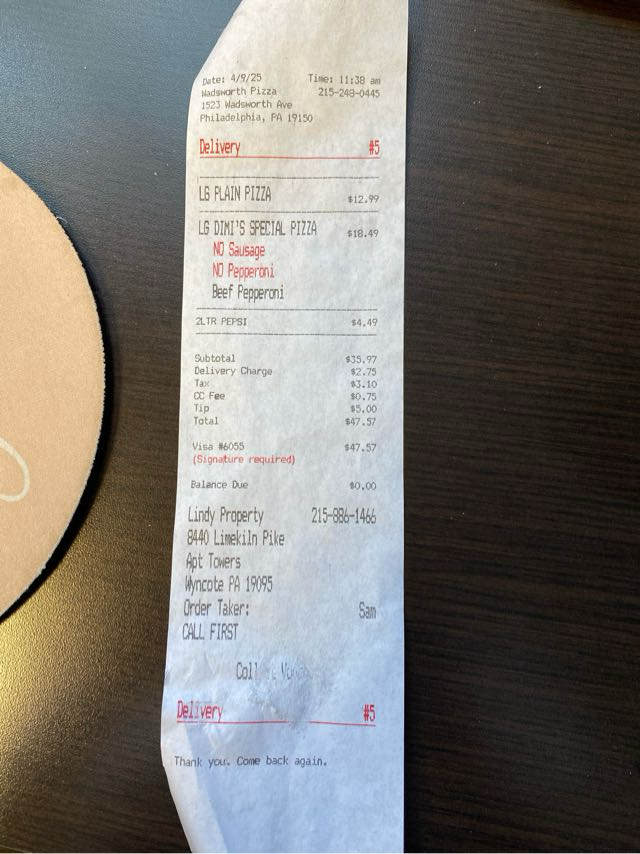 Date: 4/9/25 Time: 11:38 am
Wadsworth Pizza 215-248-0445
1523 Wadsworth Ave
Philadelphia, PA 19150
Delivery #5
LG PLAIN PIZZA $12.99
LG DIMI'S SPECIAL PIZZA $18.49
NO Sausage
NO Pepperoni
Beef Pepperoni
2LTR PEPSI $4.49
Subtotal $35.97
Delivery Charge $2.75
Tax $3.10
CC Fee $0.75
Tip $5.00
Total $47.57
Visa #6055 $47.57
(Signature required)
Balance Due $0.00
Lindy Property 215-886-1466
8440 Limekiln Pike
Apt Towers
Wyncote PA 19095
Order Taker: Sam
CALL FIRST
Delivery #5
Thank you. Come back again.